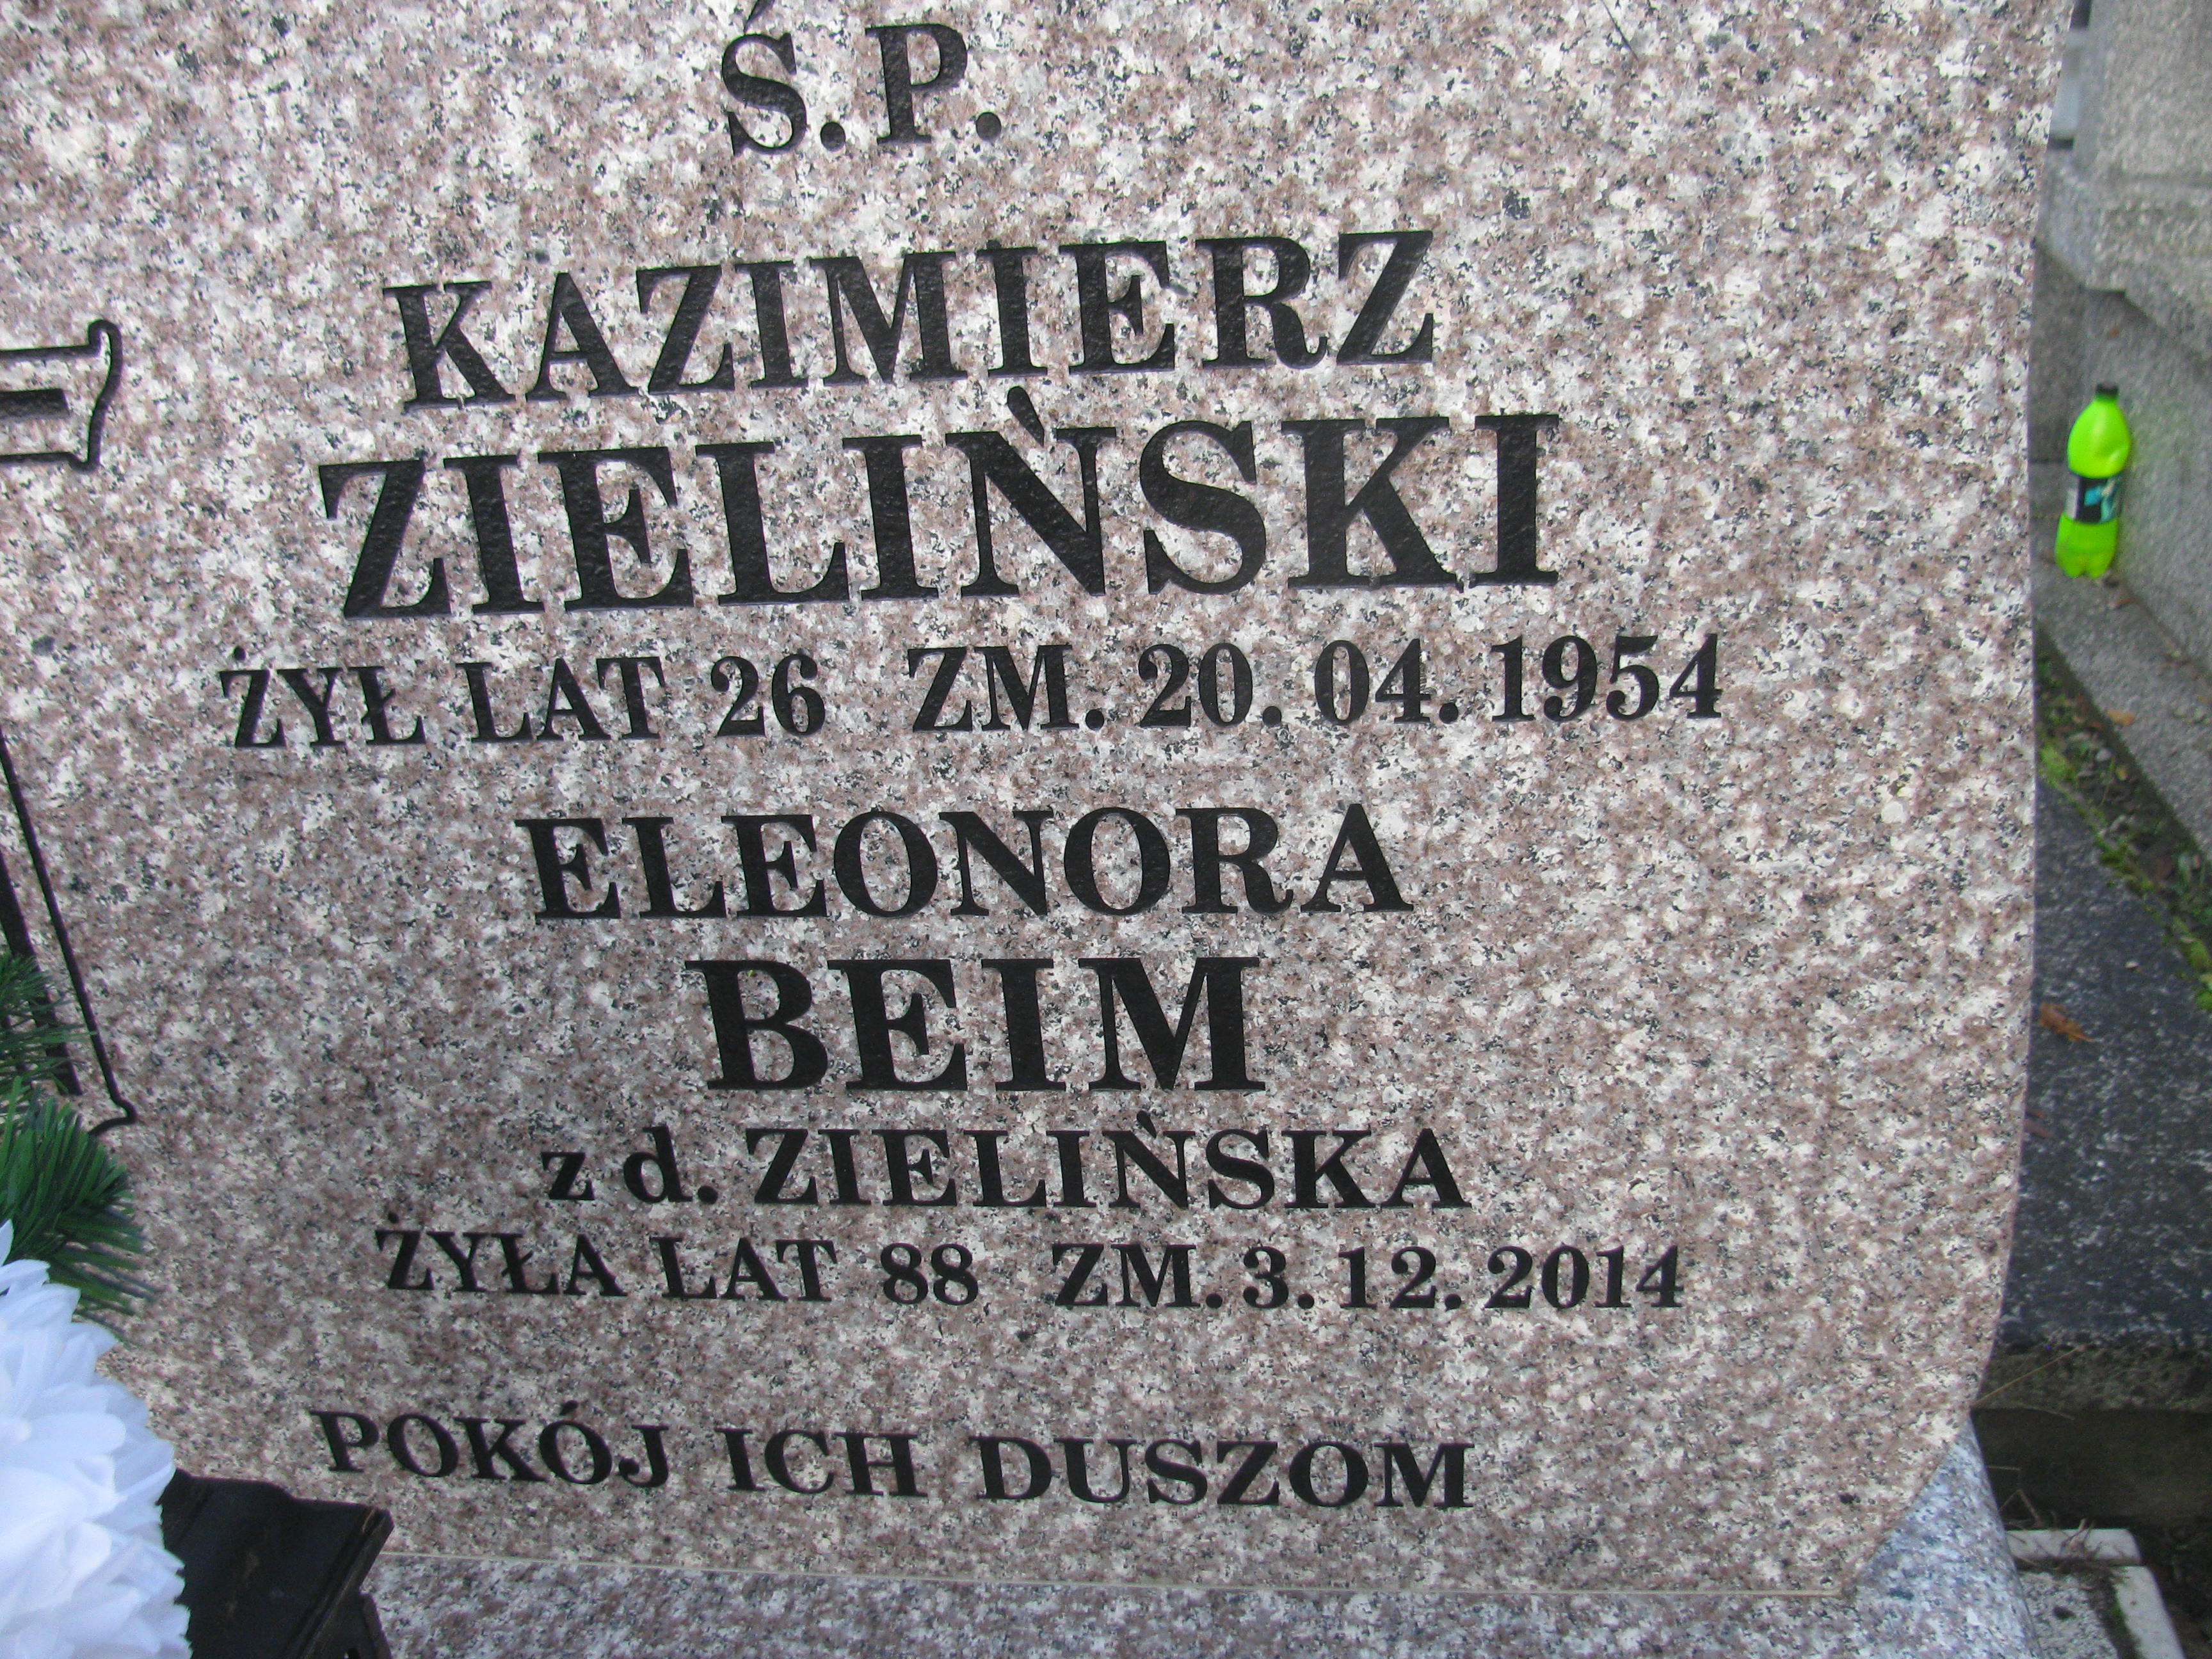 Ś.P.
KAZIMIERZ
ZIELIŃSKI
ŻYŁ LAT 26 ZM. 20. 04. 1954
ELEONORA
BEIM
z d. ZIELIŃSKA
ŻYŁA LAT 88 ZM. 3. 12. 2014
POKÓJ ICH DUSZOM